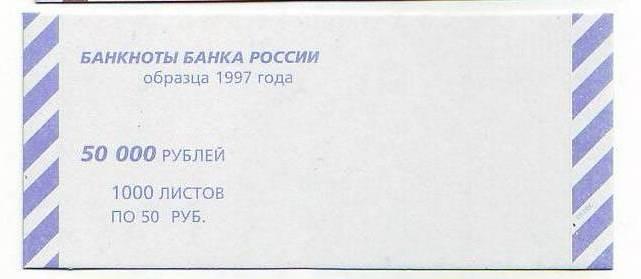 БАНКНОТЫ БАНКА РОССИИ
образца 1997 года
50 000 РУБЛЕЙ
1000 ЛИСТОВ
ПО 50 РУБ.